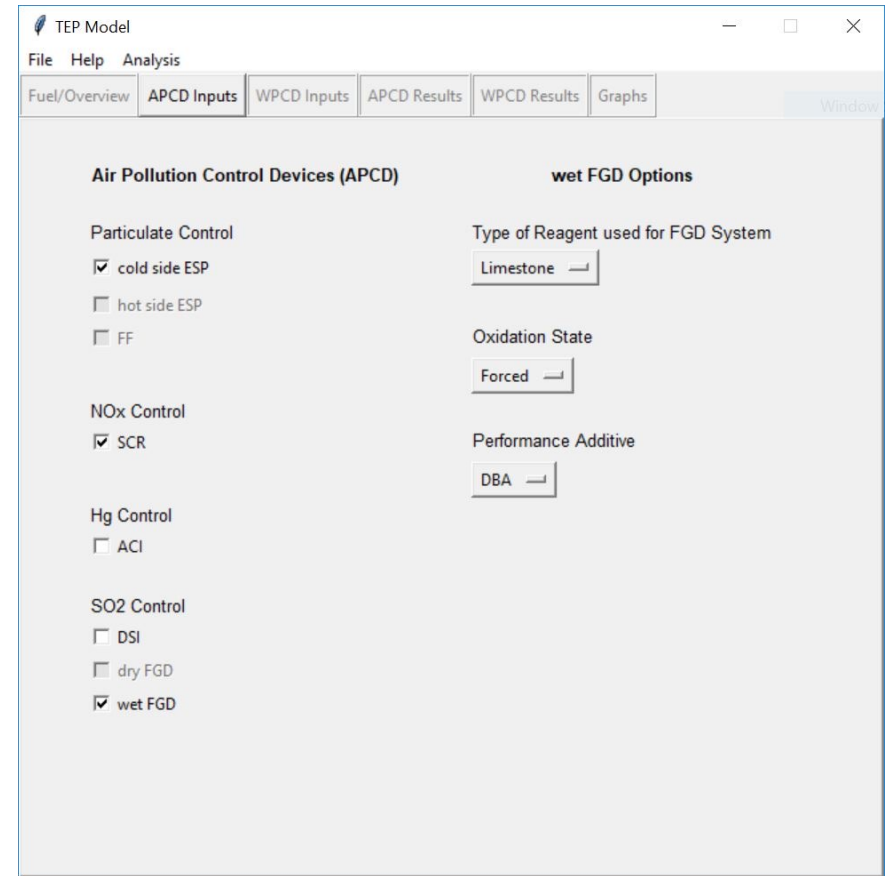 TEP Model
File Help Analysis
Fuel/Overview APCD Inputs WPCD Inputs APCD Results WPCD Results Graphs
Window
Air Pollution Control Devices (APCD)
wet FGD Options
Particulate Control
cold side ESP
hot side ESP
FF
NOx Control
SCR
Hg Control
ACI
SO2 Control
DSI
dry FGD
wet FGD
Type of Reagent used for FGD System
Limestone
Oxidation State
Forced
Performance Additive
DBA